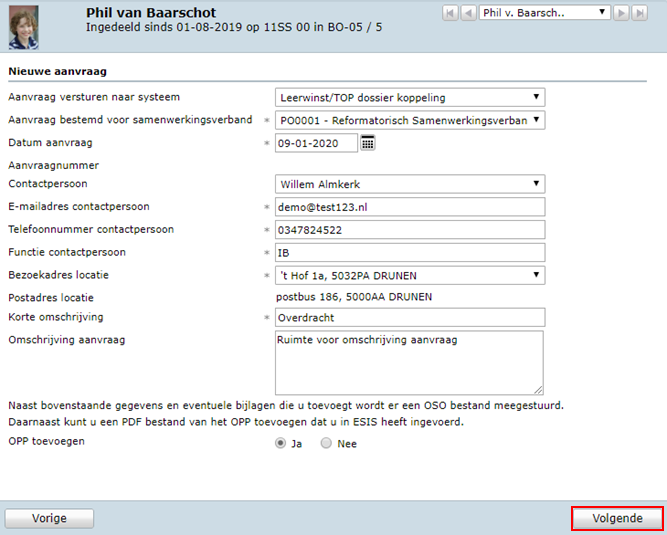 Phil van Baarschot
Phil v. Baarsch..
Ingedeeld sinds 01-08-2019 op 11SS 00 in BO-05 / 5
Nieuwe aanvraag
Aanvraag versturen naar systeem Leerwinst/TOP dossier koppeling
Aanvraag bestemd voor samenwerkingsverband * PO0001 - Reformatorisch Samenwerkingsverban
Datum aanvraag * 09-01-2020
Aanvraagnummer
Contactpersoon Willem Almkerk
E-mailadres contactpersoon * demo@test123.nl
Telefoonnummer contactpersoon * 0347824522
Functie contactpersoon * IB
Bezoekadres locatie * 't Hof 1a, 5032PA DRUNEN
Postadres locatie postbus 186, 5000AA DRUNEN
Korte omschrijving * Overdracht
Omschrijving aanvraag Ruimte voor omschrijving aanvraag
Naast bovenstaande gegevens en eventuele bijlagen die u toevoegt wordt er een OSO bestand meegestuurd.
Daarnaast kunt u een PDF bestand van het OPP toevoegen dat u in ESIS heeft ingevoerd.
OPP toevoegen Ja Nee
Vorige Volgende